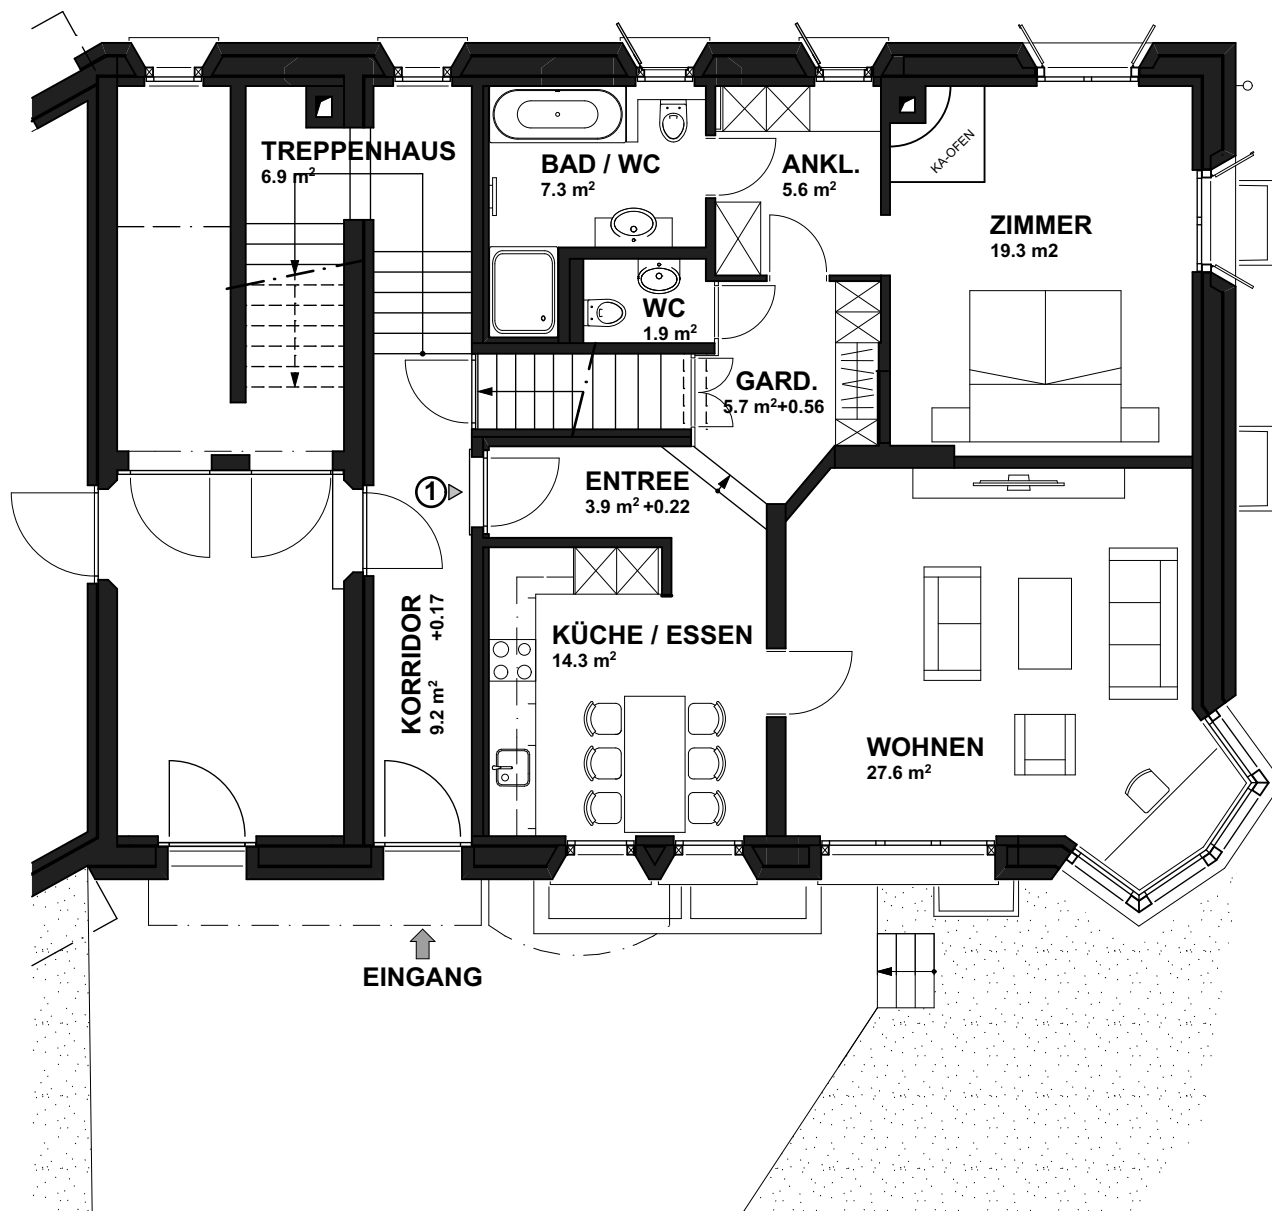 TREPPENHAUS
6.9 m²
BAD / WC
7.3 m²
ANKL.
5.6 m²
KA-OFEN
ZIMMER
19.3 m2
WC
1.9 m²
GARD.
5.7 m²+0.56
ENTREE
3.9 m² +0.22
1
KORRIDOR
9.2 m² +0.17
KÜCHE / ESSEN
14.3 m²
WOHNEN
27.6 m²
EINGANG